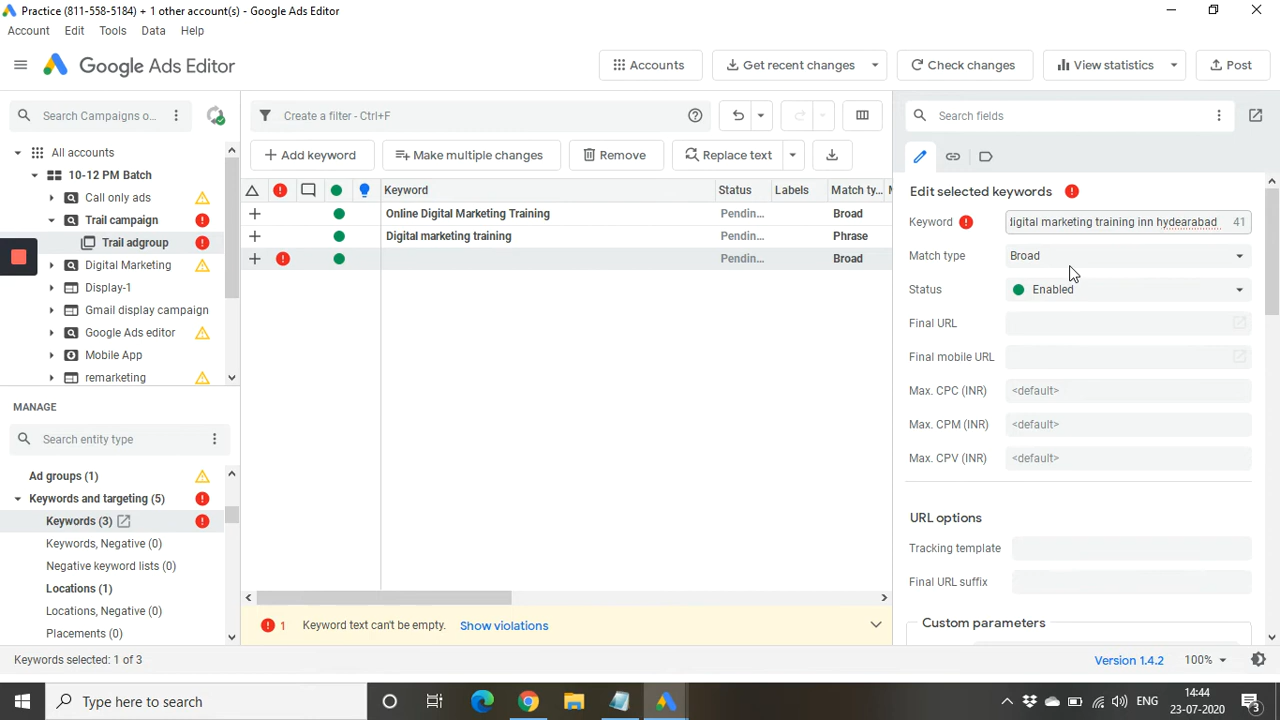 Practice (811-558-5184) + 1 other account(s) - Google Ads Editor
Account Edit Tools Data Help
Google Ads Editor
Accounts
Get recent changes
Check changes
View statistics
Post
Search Campaigns o...
Create a filter - Ctrl+F
Search fields
Add keyword
Make multiple changes
Remove
Replace text
All accounts
10-12 PM Batch
Call only ads
Trail campaign
Trail adgroup
Digital Marketing
Display-1
Gmail display campaign
Google Ads editor
Mobile App
remarketing
MANAGE
Search entity type
Ad groups (1)
Keywords and targeting (5)
Keywords (3)
Keywords, Negative (0)
Negative keyword lists (0)
Locations (1)
Locations, Negative (0)
Placements (0)
Keyword Status Labels Match ty... M
Online Digital Marketing Training Pendin... Broad
Digital marketing training Pendin... Phrase
Pendin... Broad
1 Keyword text can't be empty. Show violations
Edit selected keywords
Keyword digital marketing training inn hydearabad 41
Match type Broad
Status Enabled
Final URL
Final mobile URL
Max. CPC (INR) <default>
Max. CPM (INR) <default>
Max. CPV (INR) <default>
URL options
Tracking template
Final URL suffix
Custom parameters
Keywords selected: 1 of 3
Version 1.4.2
100%
Type here to search
ENG
14:44
23-07-2020
3